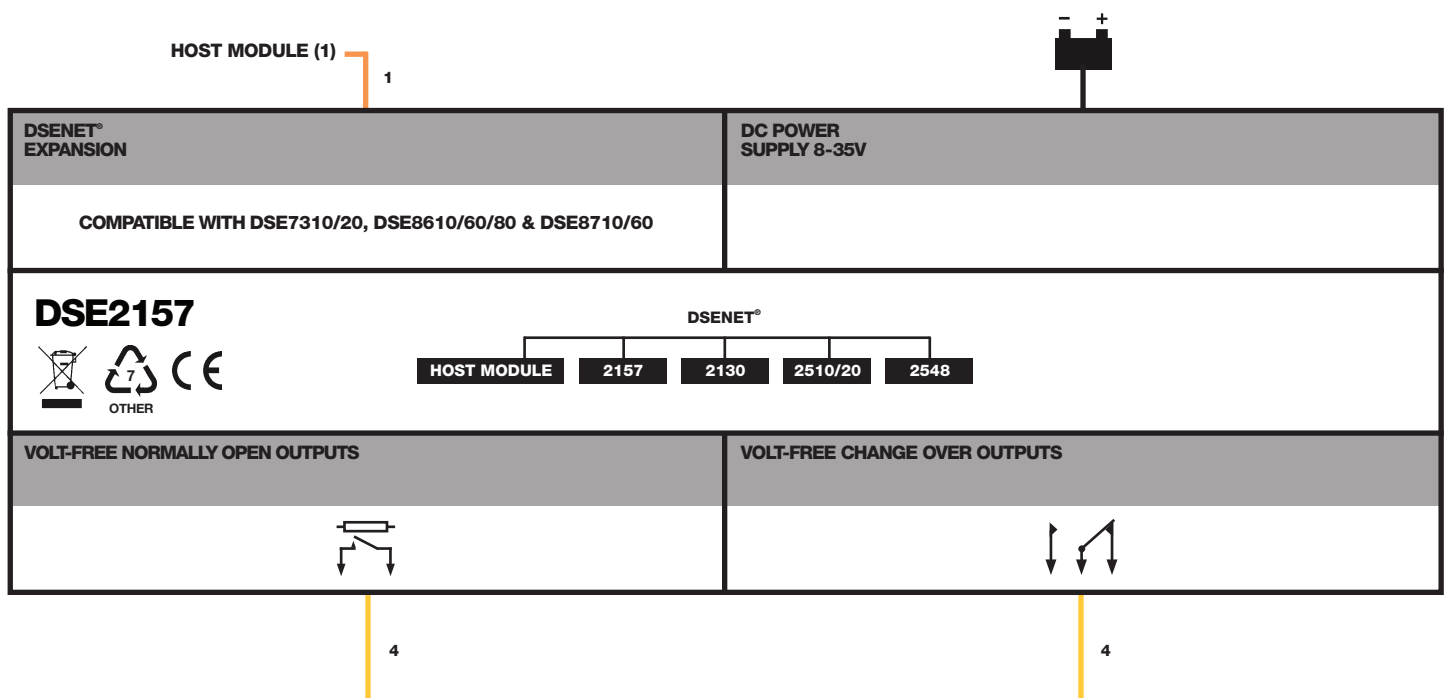 − +
HOST MODULE (1)
1
DSENET®
EXPANSION
DC POWER
SUPPLY 8-35V
COMPATIBLE WITH DSE7310/20, DSE8610/60/80 & DSE8710/60
DSE2157
7
OTHER
CE
DSENET®
HOST MODULE
2157
2130
2510/20
2548
VOLT-FREE NORMALLY OPEN OUTPUTS
VOLT-FREE CHANGE OVER OUTPUTS
4
4